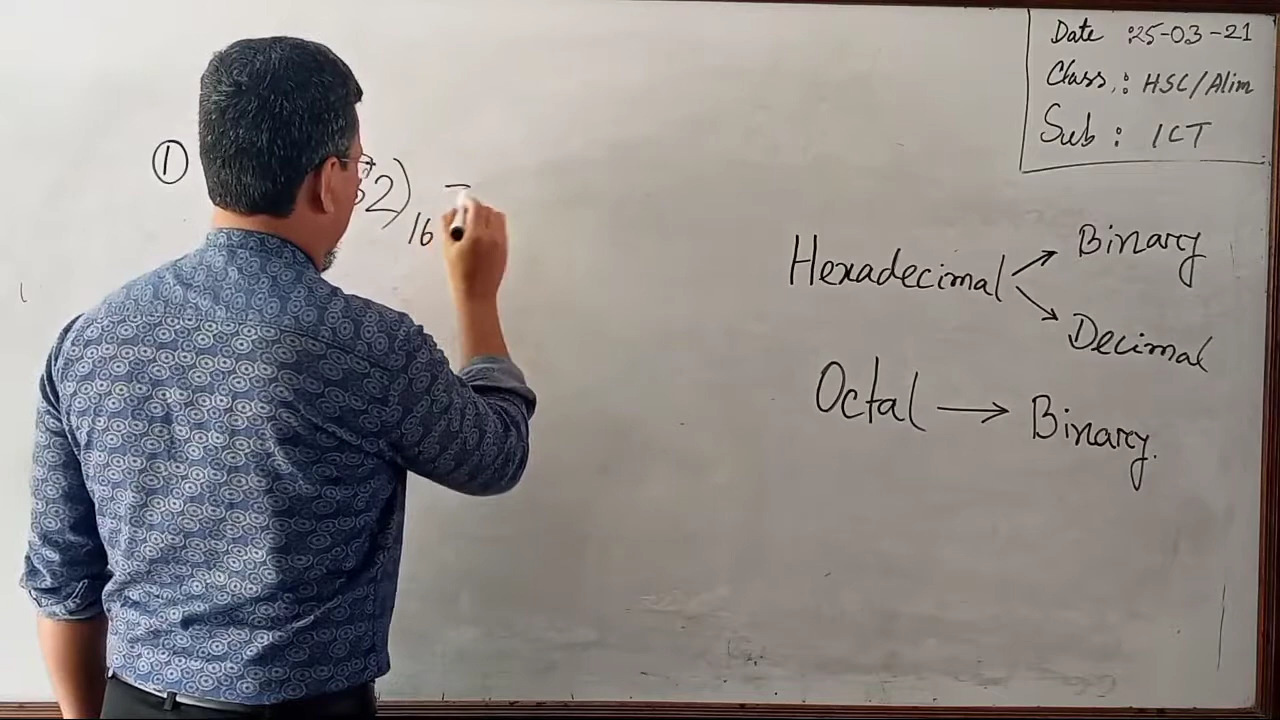 Date :25-03-21
Class : HSC/Alim
Sub : ICT
① 2)16
Hexadecimal → Binary
→ Decimal
Octal → Binary.